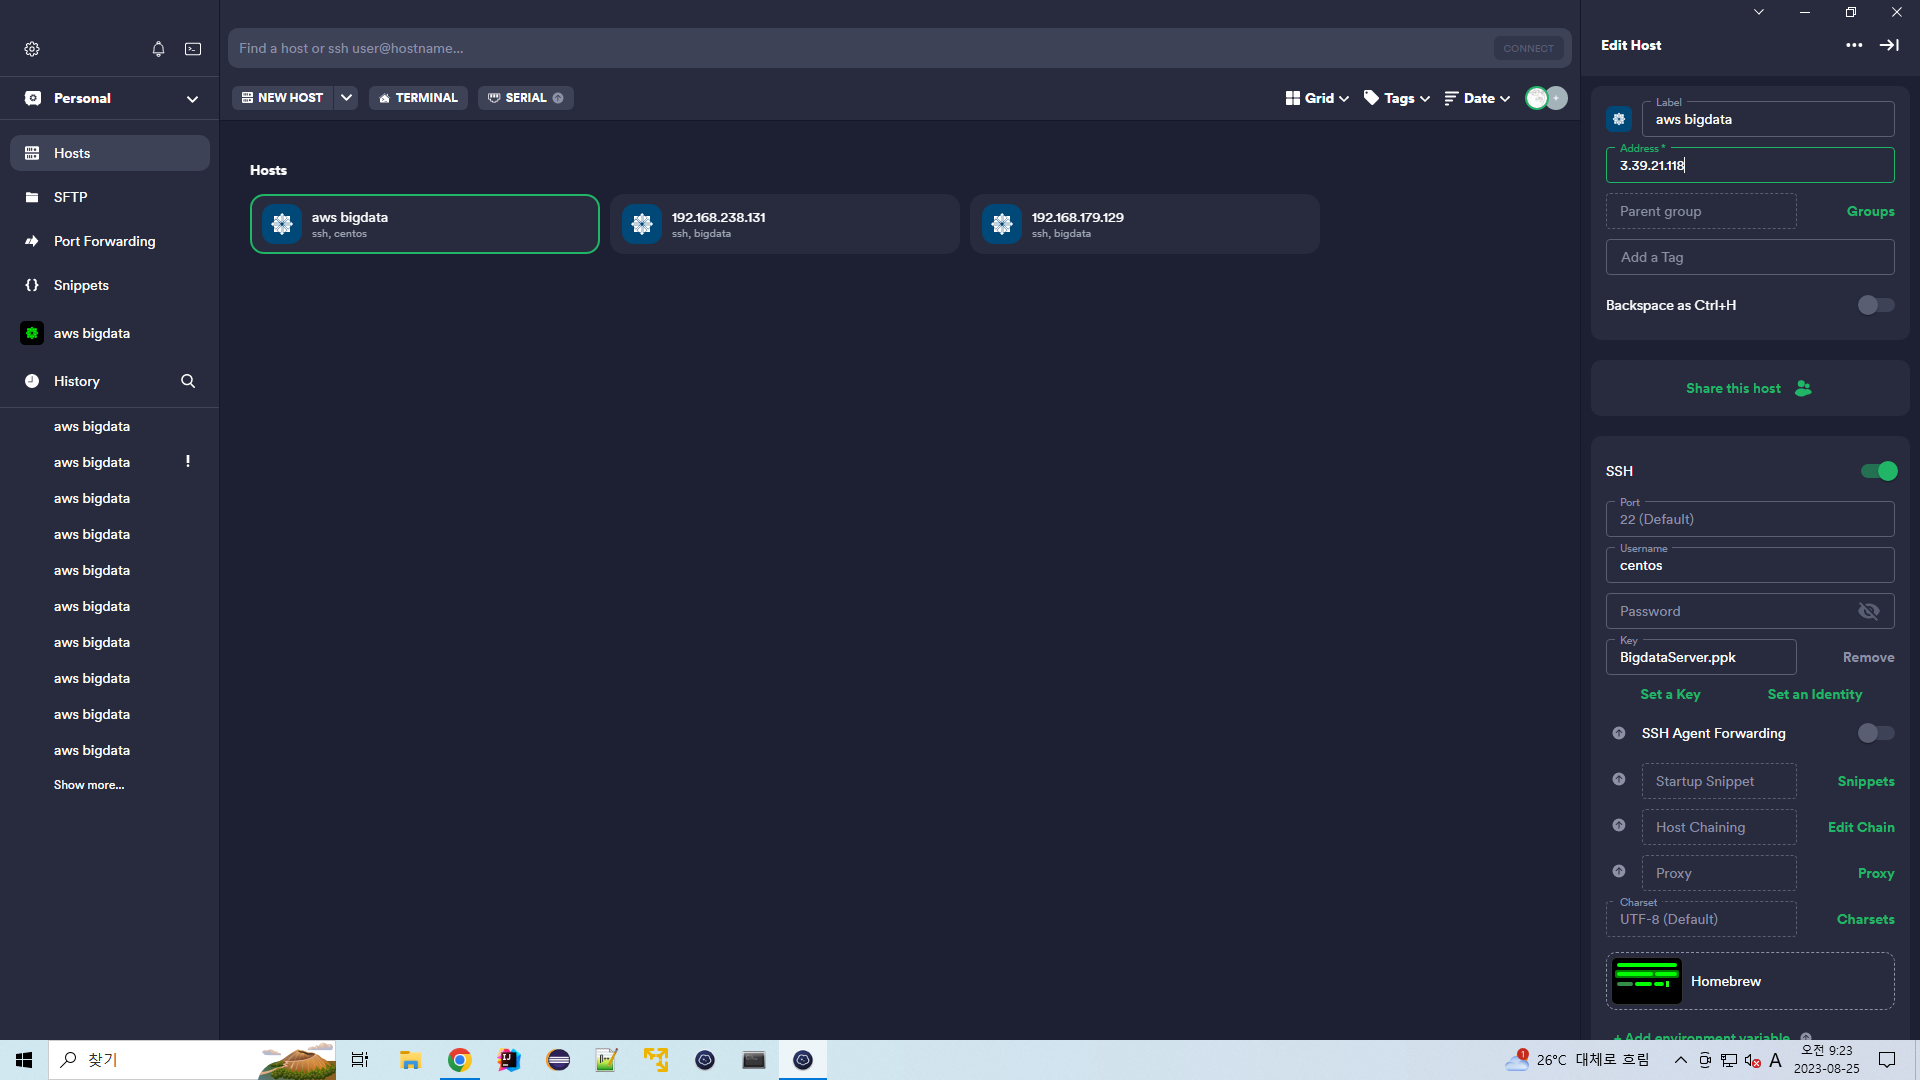 Personal
Hosts
SFTP
Port Forwarding
Snippets
aws bigdata
History
aws bigdata
aws bigdata !
aws bigdata
aws bigdata
aws bigdata
aws bigdata
aws bigdata
aws bigdata
aws bigdata
aws bigdata
Show more...
Find a host or ssh user@hostname...
CONNECT
NEW HOST
TERMINAL
SERIAL
Grid
Tags
Date
Hosts
aws bigdata
ssh, centos
192.168.238.131
ssh, bigdata
192.168.179.129
ssh, bigdata
Edit Host
Label
aws bigdata
Address *
3.39.21.118
Parent group
Groups
Add a Tag
Backspace as Ctrl+H
Share this host
SSH
Port
22 (Default)
Username
centos
Password
Key
BigdataServer.ppk
Remove
Set a Key
Set an Identity
SSH Agent Forwarding
Startup Snippet
Snippets
Host Chaining
Edit Chain
Proxy
Proxy
Charset
UTF-8 (Default)
Charsets
Homebrew
+ Add environment variable
찾기
1
26°C 대체로 흐림
A
오전 9:23
2023-08-25